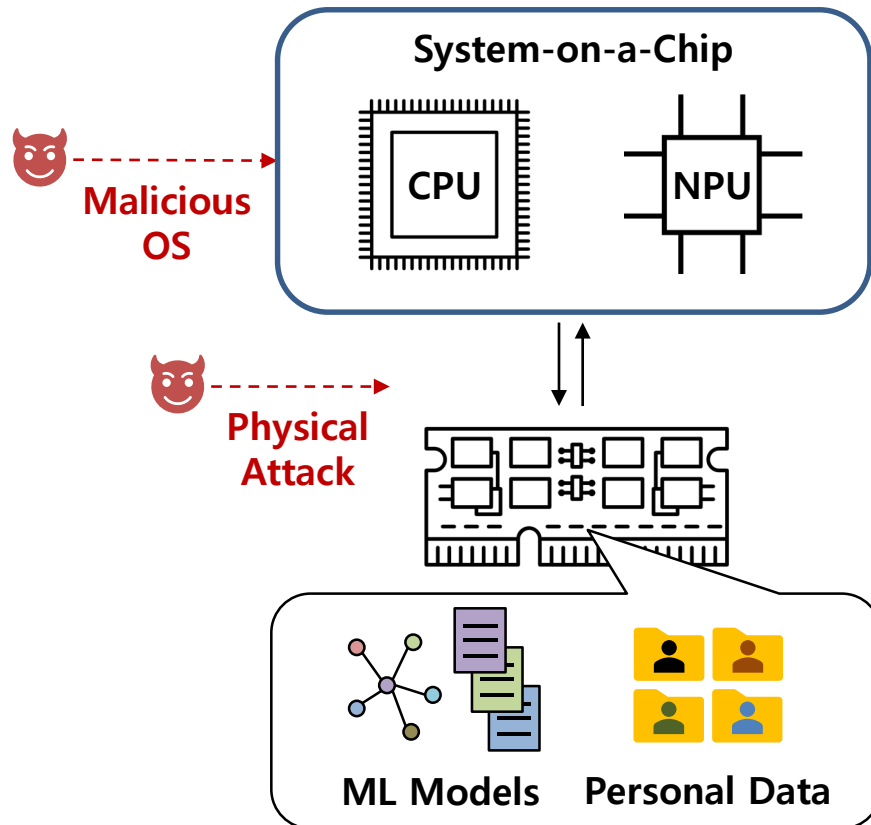 System-on-a-Chip
CPU
NPU
Malicious
OS
Physical
Attack
ML Models
Personal Data